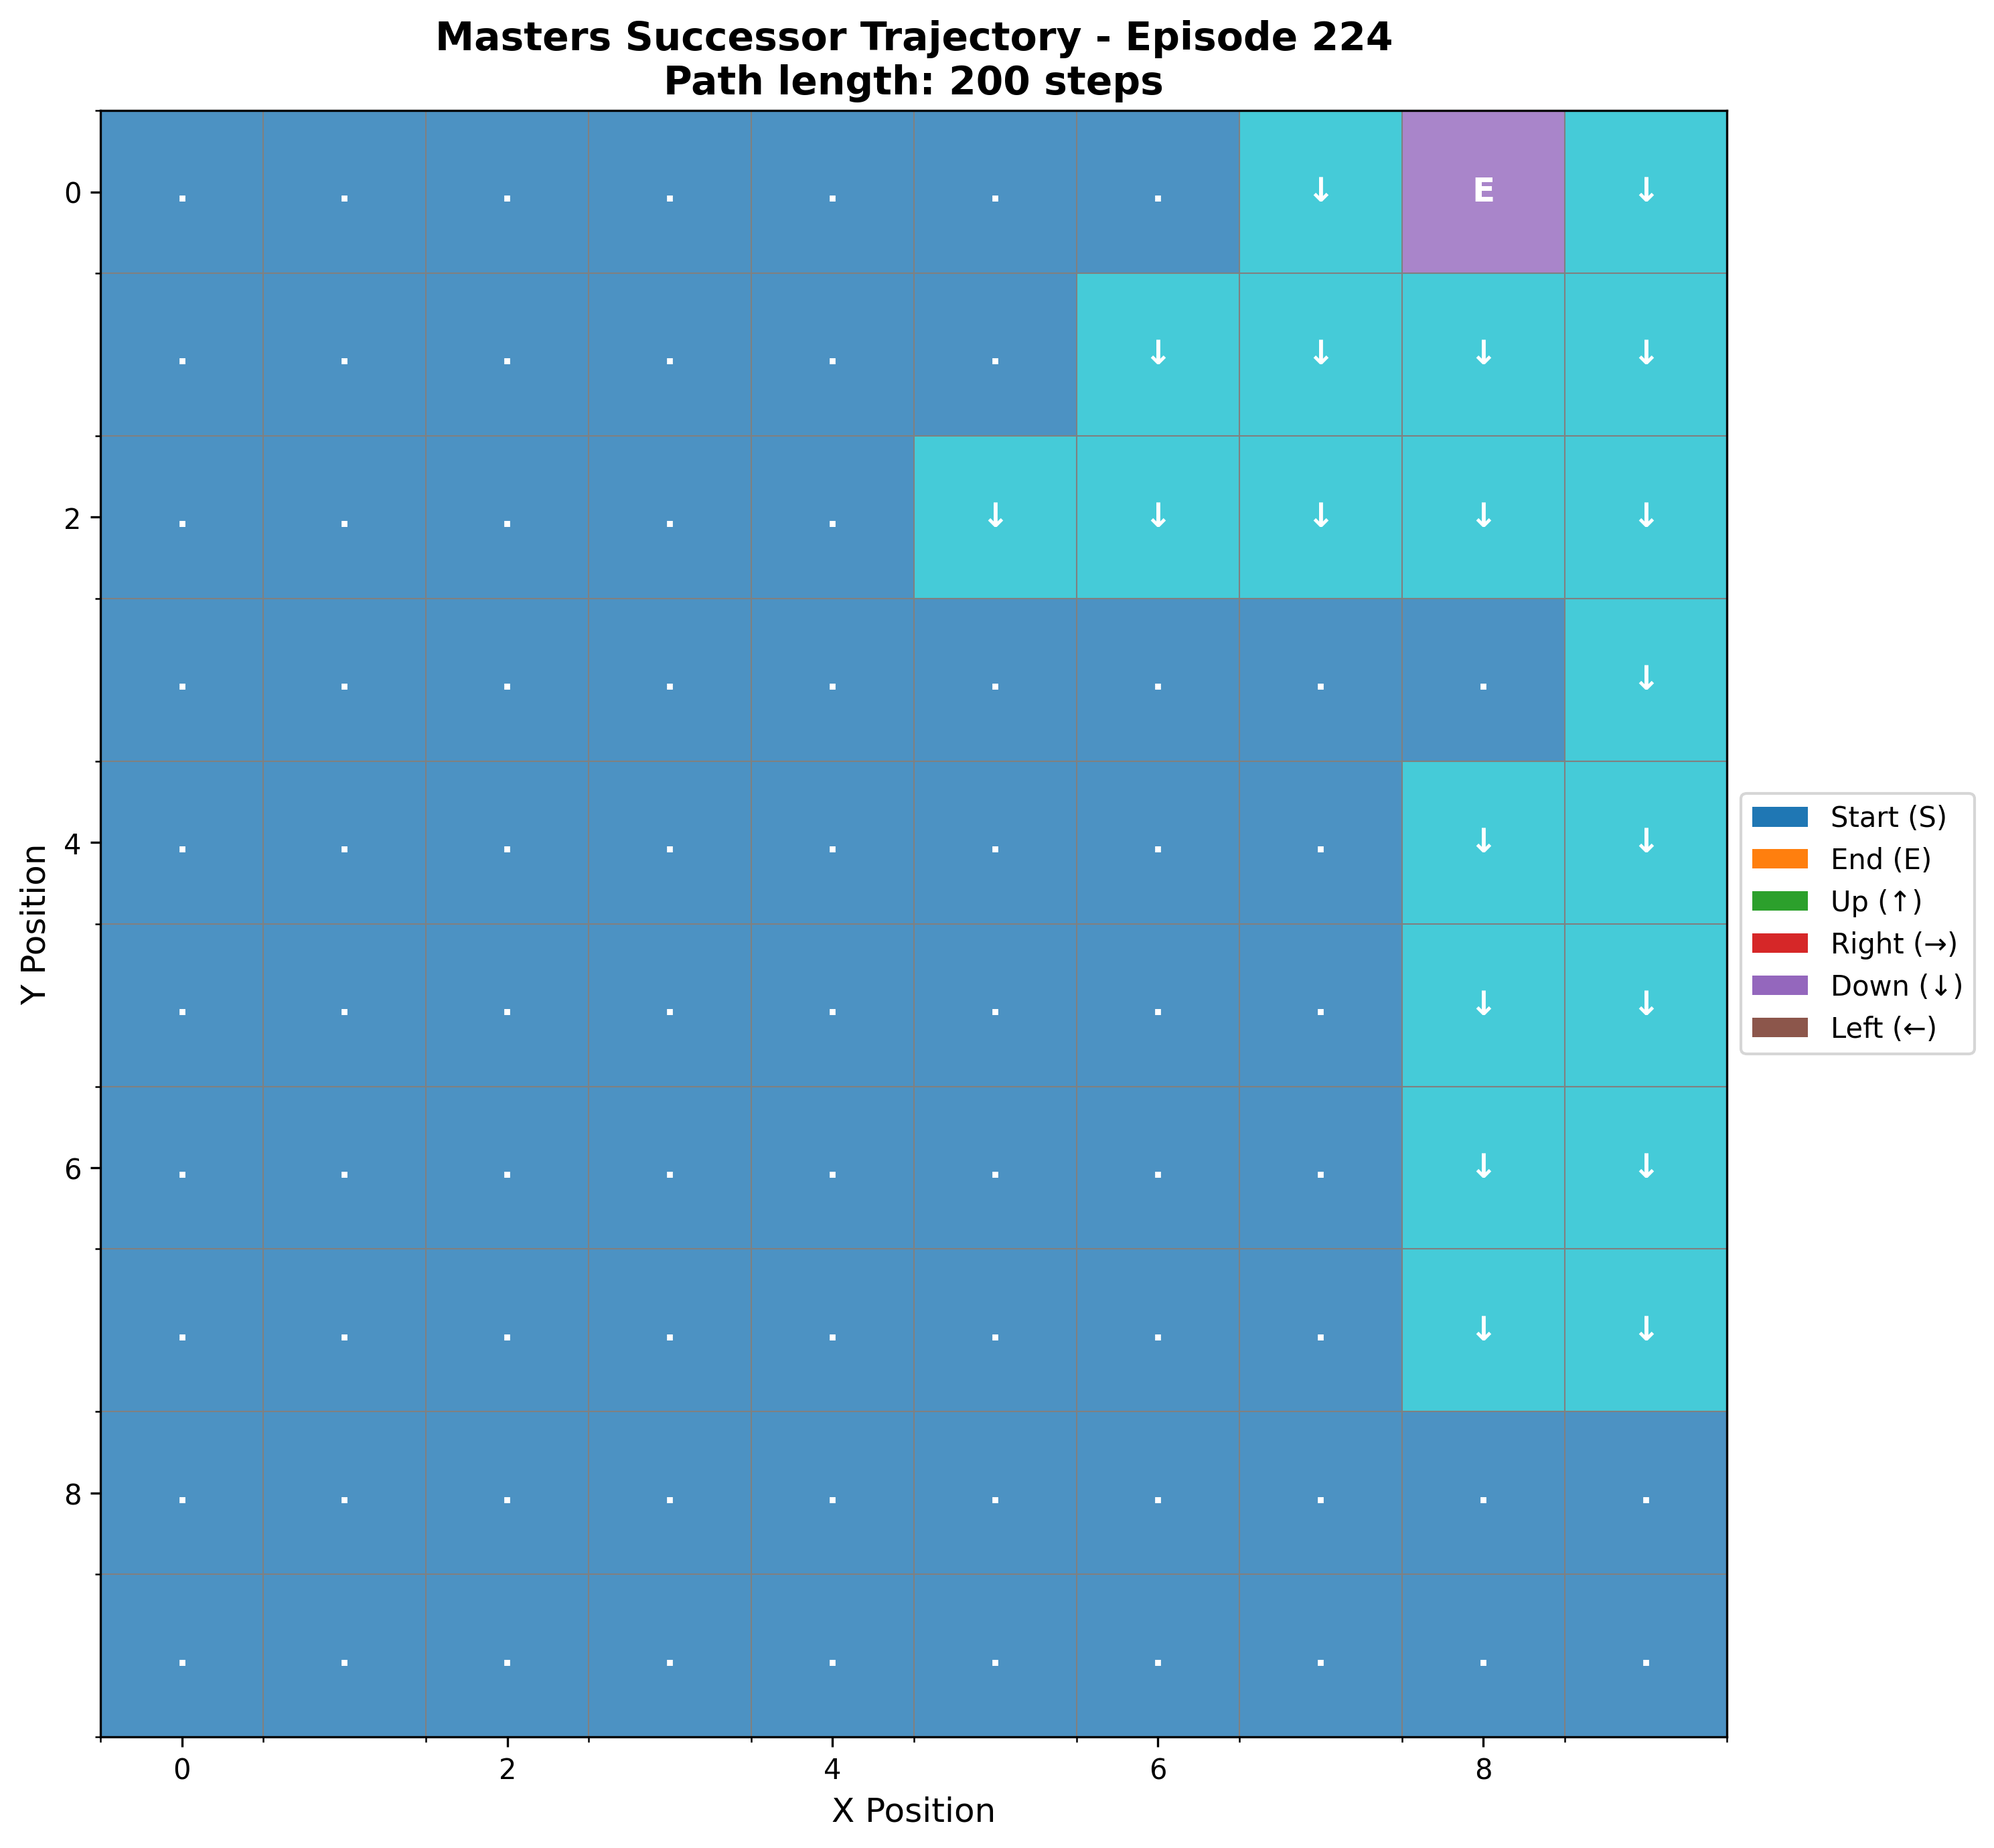 Masters Successor Trajectory - Episode 224
Path length: 200 steps
0 . . . . . . . ↓ E ↓
. . . . . . ↓ ↓ ↓ ↓
2 . . . . . ↓ ↓ ↓ ↓ ↓
. . . . . . . . . ↓
4 . . . . . . . . ↓ ↓
. . . . . . . . ↓ ↓
6 . . . . . . . . ↓ ↓
. . . . . . . . ↓ ↓
8 . . . . . . . . . .
. . . . . . . . . .
0 2 4 6 8
X Position
Y Position
Start (S)
End (E)
Up (↑)
Right (→)
Down (↓)
Left (←)